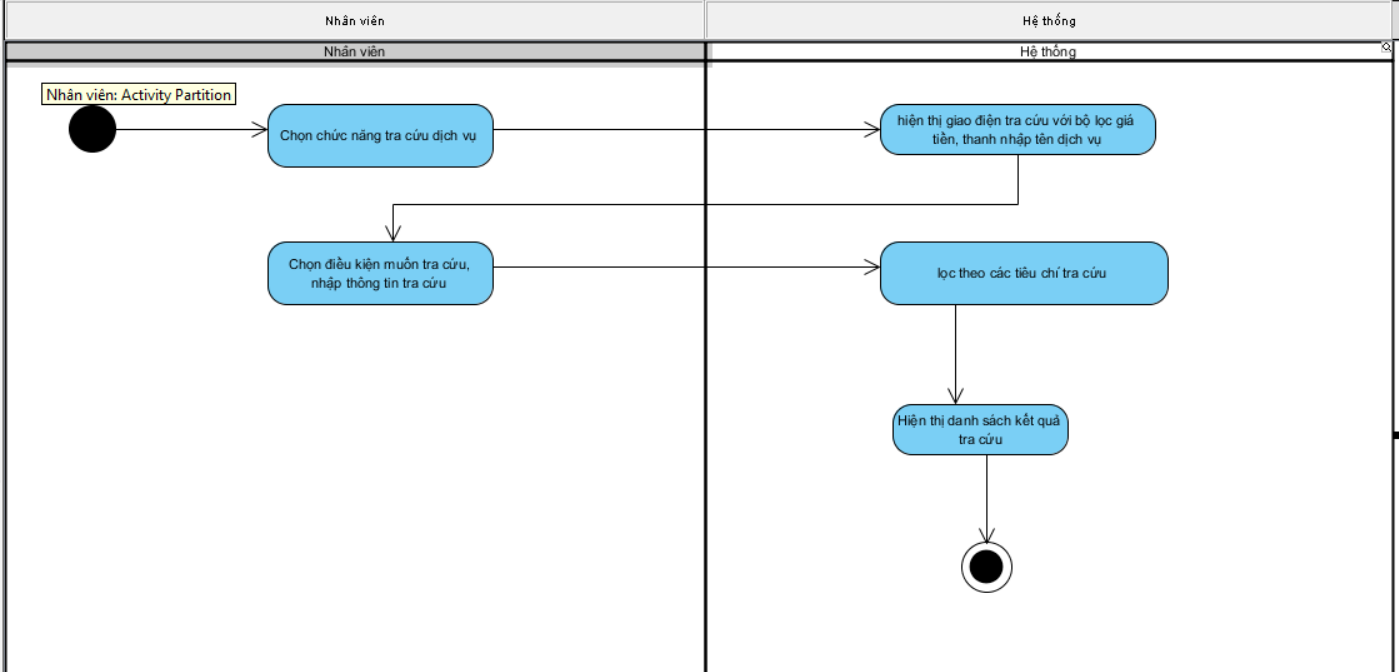 Nhân viên
Hệ thống
Nhân viên
Hệ thống
Nhân viên: Activity Partition
Chọn chức năng tra cứu dịch vụ
hiện thị giao điện tra cứu với bộ lọc giá
tiền, thanh nhập tên dịch vụ
Chọn điều kiện muốn tra cứu,
nhập thông tin tra cứu
lọc theo các tiêu chí tra cứu
Hiện thị danh sách kết quả
tra cứu